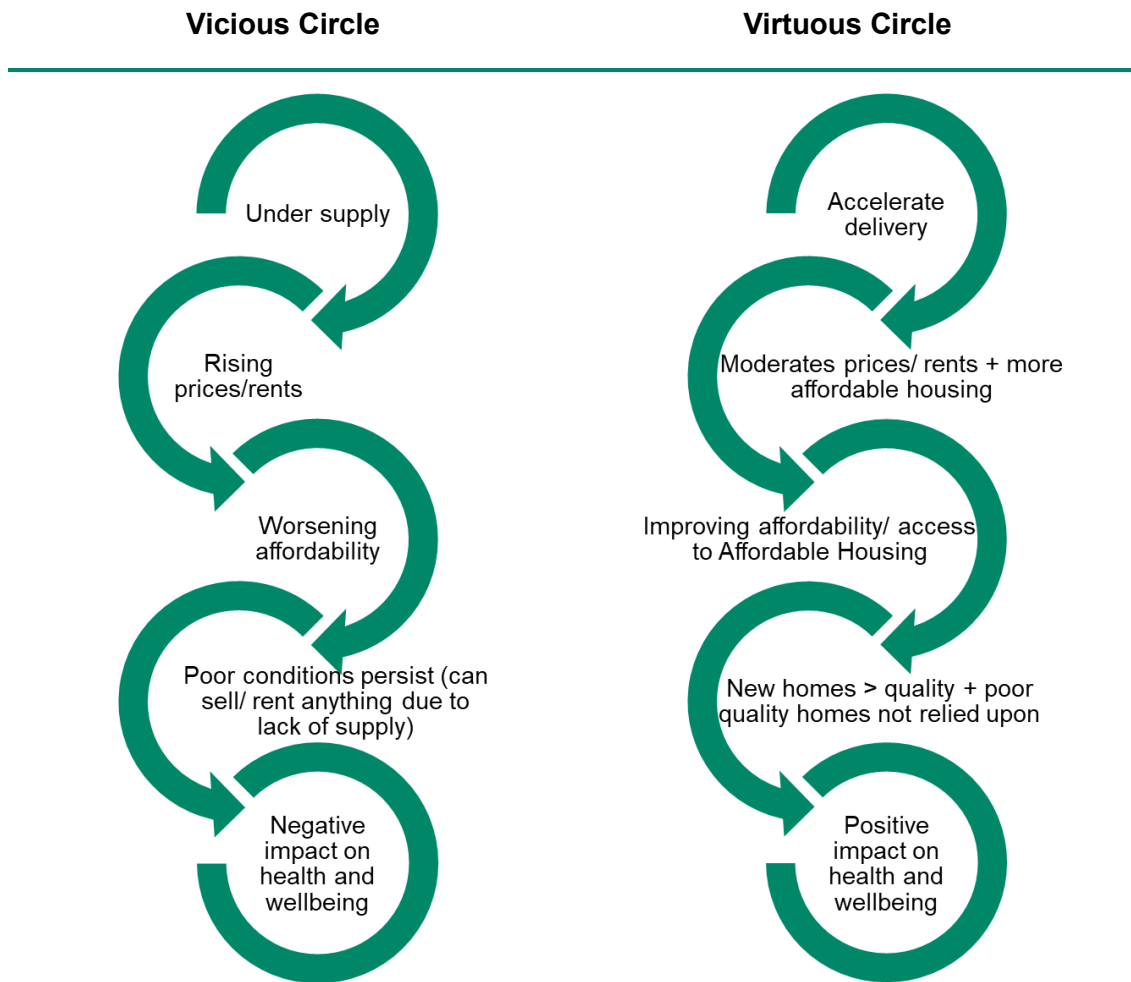 Vicious Circle
Virtuous Circle
Under supply
Rising
prices/rents
Worsening
affordability
Poor conditions persist (can
sell/ rent anything due to
lack of supply)
Negative
impact on
health and
wellbeing
Accelerate
delivery
Moderates prices/ rents + more
affordable housing
Improving affordability/ access
to Affordable Housing
New homes > quality + poor
quality homes not relied upon
Positive
impact on
health and
wellbeing